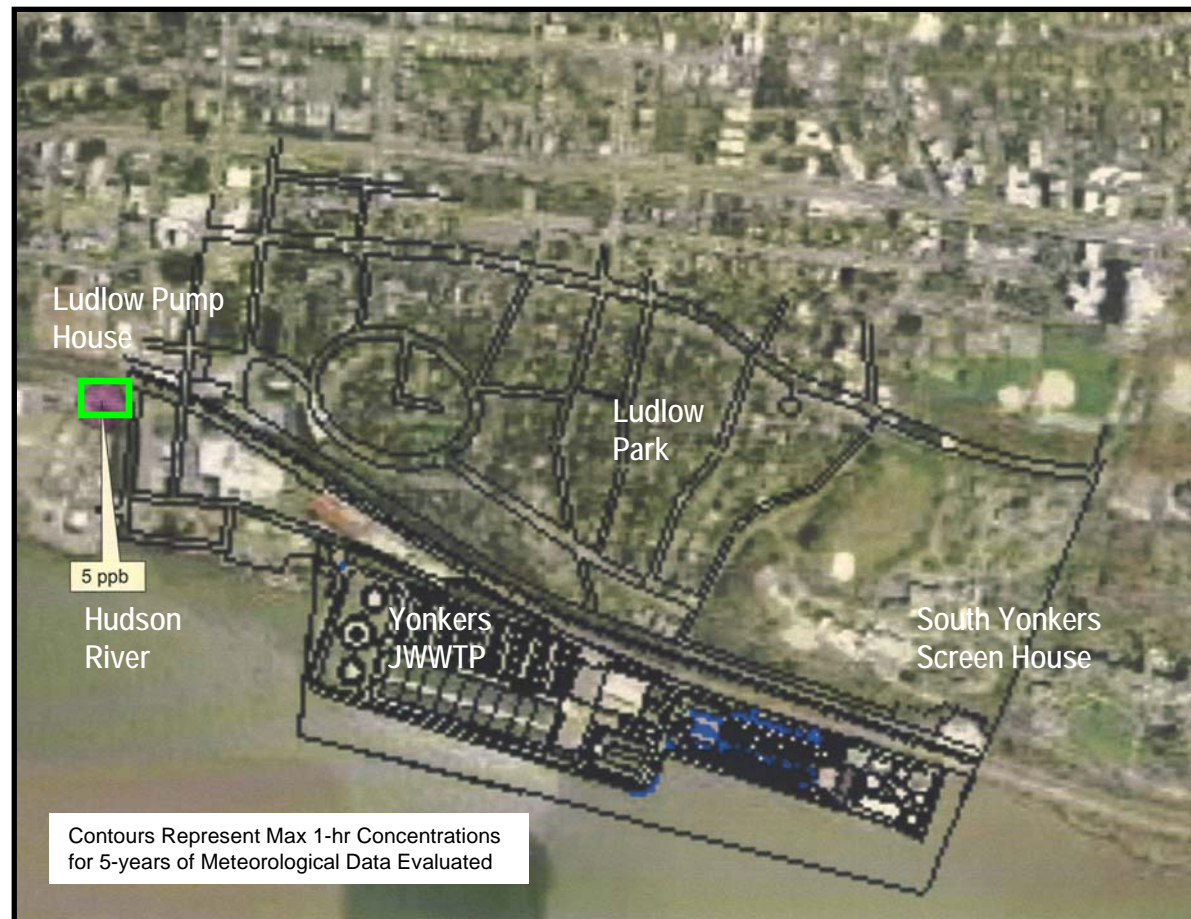 Ludlow Pump
House
Ludlow
Park
5 ppb
Hudson
River
Yonkers
JWWTP
South Yonkers
Screen House
Contours Represent Max 1-hr Concentrations
for 5-years of Meteorological Data Evaluated